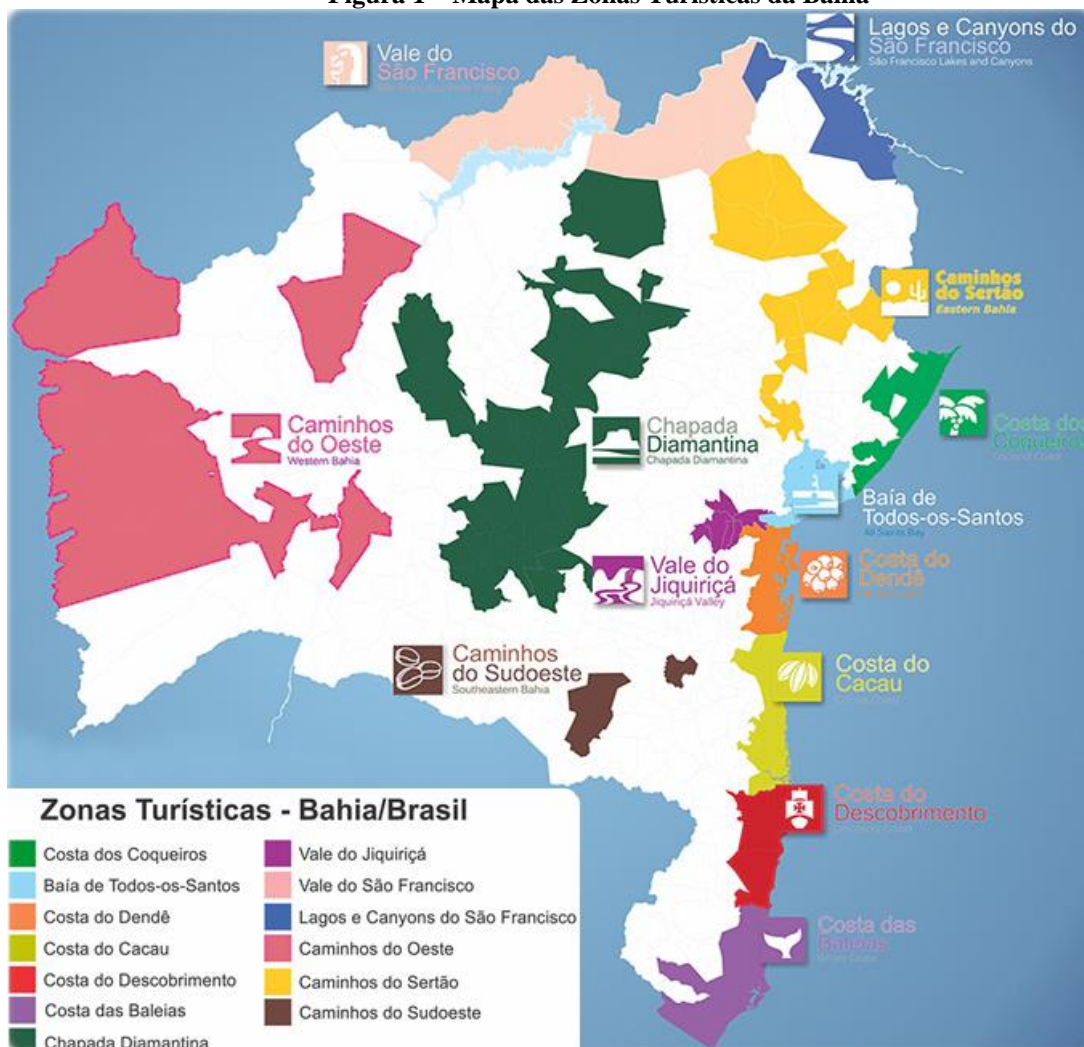 Figura 1 – Mapa das Zonas Turísticas da Bahia
Vale do
São Francisco
Lagos e Canyons do
São Francisco
São Francisco Lakes and Canyons
Caminhos
do Sertão
Eastern Bahia
Caminhos
do Oeste
Western Bahia
Chapada
Diamantina
Chapada Diamantina
Costa dos
Coqueiros
Baía de
Todos-os-Santos
All Saints Bay
Vale do
Jiquiriçá
Jiquiriçá Valley
Costa do
Dendê
Caminhos
do Sudoeste
Southeastern Bahia
Costa do
Cacau
Costa do
Descobrimento
Costa das
Baleias
Zonas Turísticas - Bahia/Brasil
Costa dos Coqueiros
Baía de Todos-os-Santos
Costa do Dendê
Costa do Cacau
Costa do Descobrimento
Costa das Baleias
Chapada Diamantina
Vale do Jiquiriçá
Vale do São Francisco
Lagos e Canyons do São Francisco
Caminhos do Oeste
Caminhos do Sertão
Caminhos do Sudoeste